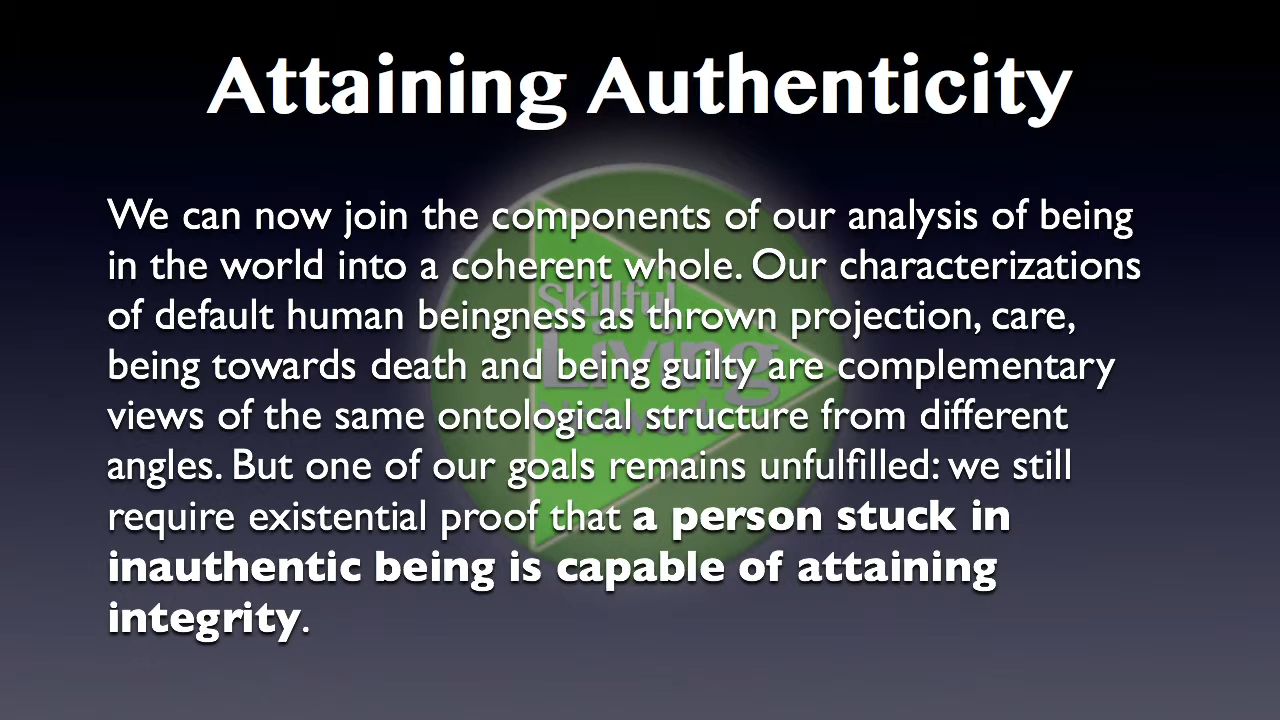 Attaining Authenticity
We can now join the components of our analysis of being
in the world into a coherent whole. Our characterizations
of default human beingness as thrown projection, care,
being towards death and being guilty are complementary
views of the same ontological structure from different
angles. But one of our goals remains unfulfilled: we still
require existential proof that a person stuck in
inauthentic being is capable of attaining
integrity.
Skillful
Living
Network